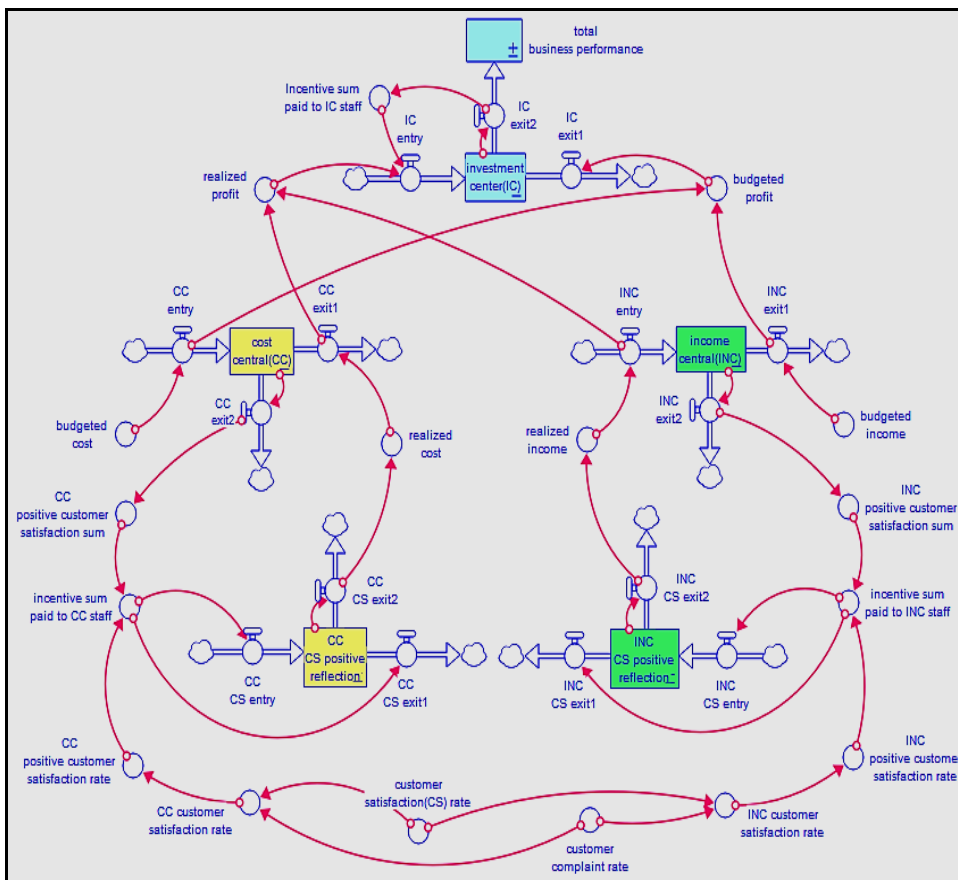 total
business performance
±
Incentive sum
paid to IC staff
IC
entry
IC
exit2
IC
exit1
realized
profit
investment
center(IC)
budgeted
profit
CC
entry
CC
exit1
INC
entry
INC
exit1
cost
central(CC)
income
central(INC)
CC
exit2
INC
exit2
budgeted
cost
realized
cost
realized
income
budgeted
income
CC
positive customer
satisfaction sum
INC
positive customer
satisfaction sum
CC
CS exit2
INC
CS exit2
incentive sum
paid to CC staff
incentive sum
paid to INC staff
CC
CS positive
reflection
INC
CS positive
reflection
CC
CS entry
CC
CS exit1
INC
CS exit1
INC
CS entry
CC
positive customer
satisfaction rate
INC
positive customer
satisfaction rate
customer
satisfaction(CS) rate
CC customer
satisfaction rate
INC customer
satisfaction rate
customer
complaint rate